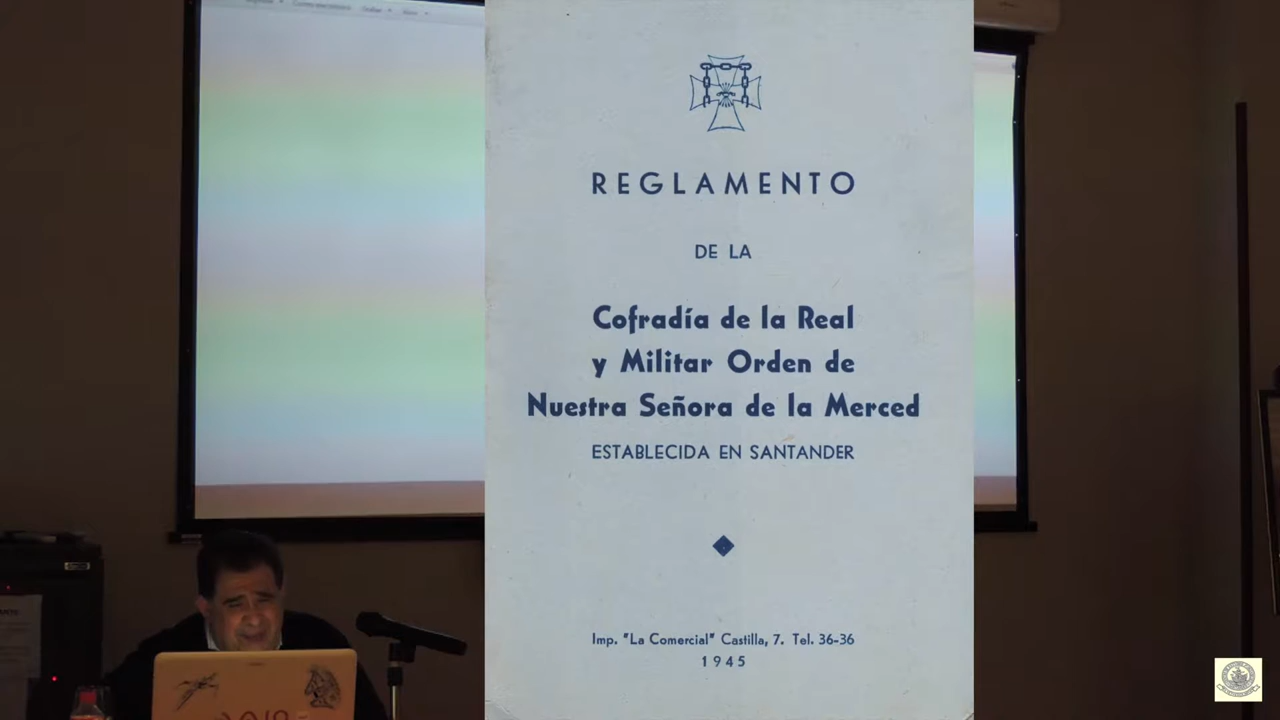 REGLAMENTO
DE LA
Cofradía de la Real
y Militar Orden de
Nuestra Señora de la Merced
ESTABLECIDA EN SANTANDER
Imp. "La Comercial" Castilla, 7. Tel. 36-36
1945